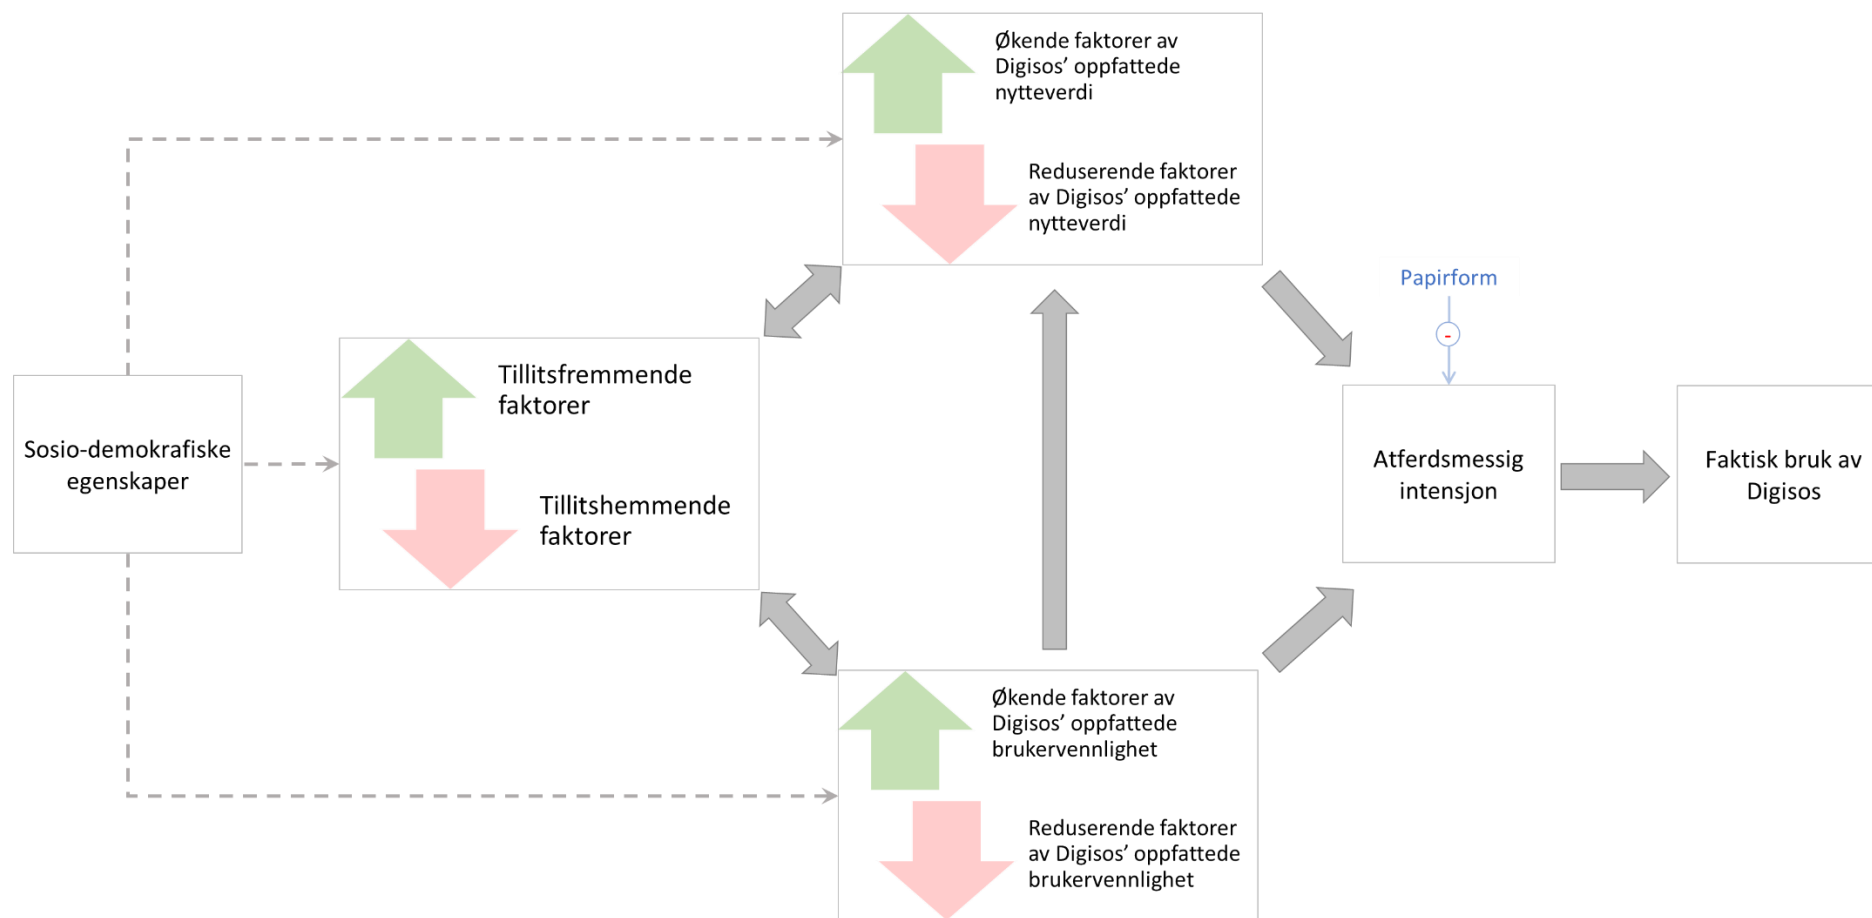 Økende faktorer av
Digisos’ oppfattede
nytteverdi
Reduserende faktorer
av Digisos’ oppfattede
nytteverdi
Papirform
-
Tillitsfremmende
faktorer
Tillitshemmende
faktorer
Sosio-demokrafiske
egenskaper
Atferdsmessig
intensjon
Faktisk bruk av
Digisos
Økende faktorer av
Digisos’ oppfattede
brukervennlighet
Reduserende faktorer
av Digisos’ oppfattede
brukervennlighet